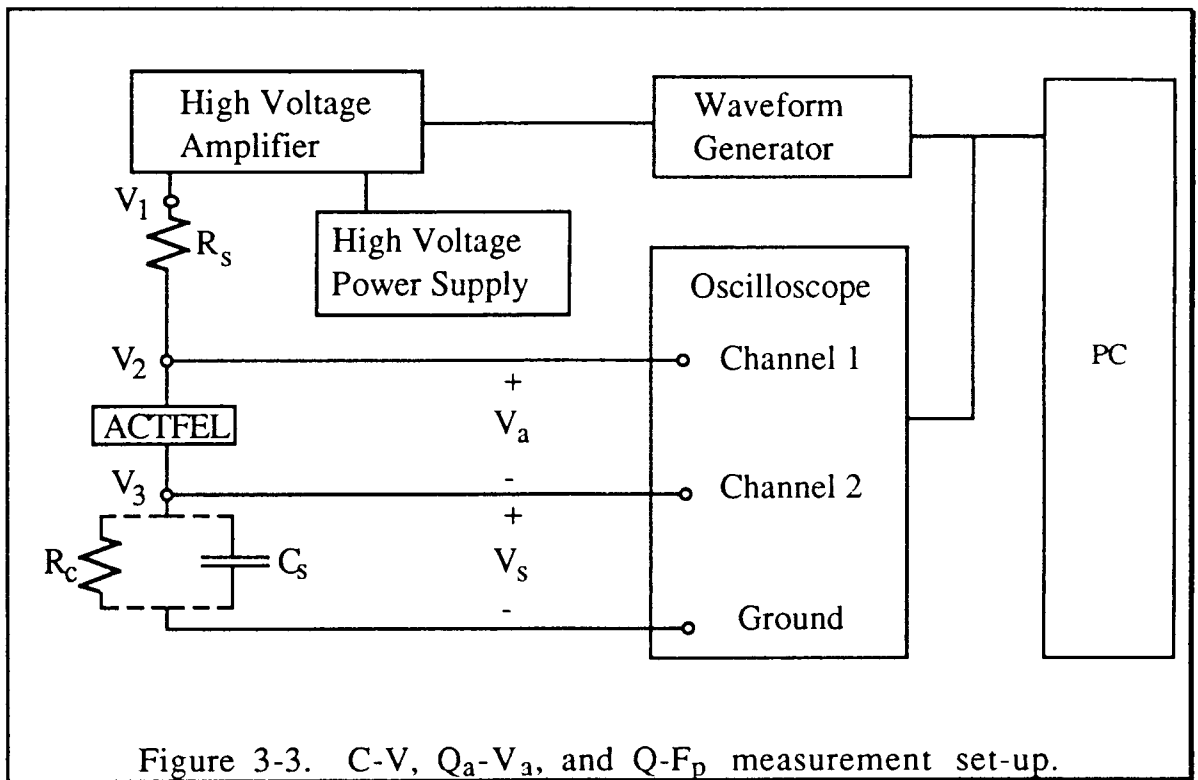 High Voltage
Amplifier
Waveform
Generator
V1
Rs
High Voltage
Power Supply
Oscilloscope
V2
Channel 1
PC
+
ACTFEL
Va
-
V3
Channel 2
+
Rc
Cs
Vs
-
Ground
Figure 3-3. C-V, Qa-Va, and Q-Fp measurement set-up.